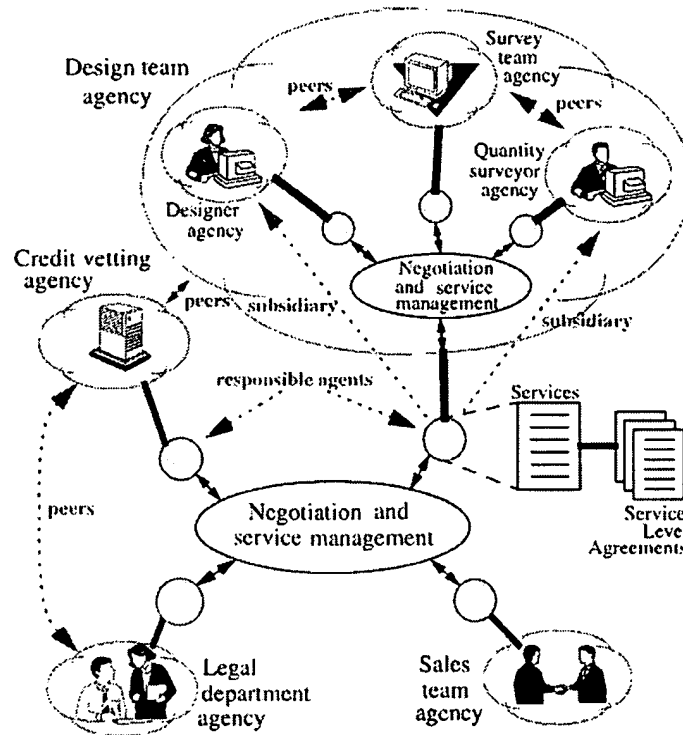 Survey
team
agency
Design team
agency
peers
peers
Quantity
surveyor
agency
Designer
agency
Credit vetting
agency
Negotiation
and service
management
peers
subsidiary
subsidiary
responsible agents
Services
peers
Negotiation and
service management
Service
Level
Agreements
Legal
department
agency
Sales
team
agency